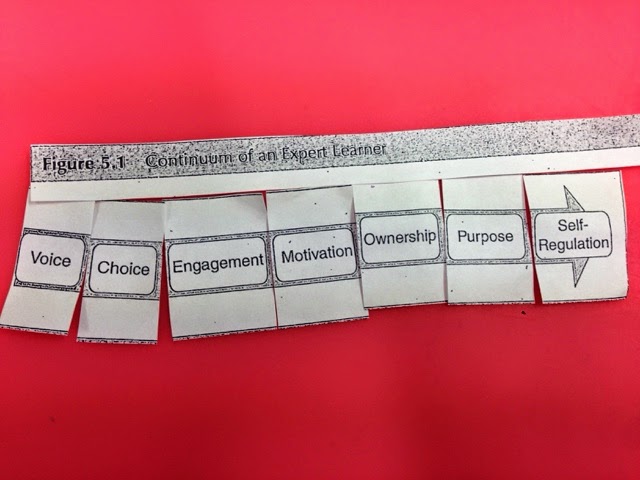 Figure 5.1 Continuum of an Expert Learner
Voice Choice Engagement Motivation Ownership Purpose Self-
Regulation